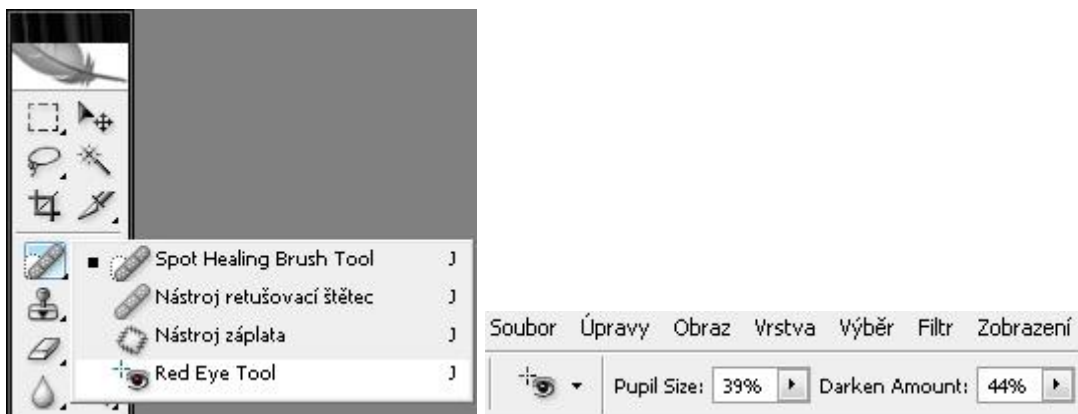 Spot Healing Brush Tool J
Nástroj retušovací štětec J
Nástroj záplata J
Red Eye Tool J
Soubor Úpravy Obraz Vrstva Výběr Filtr Zobrazení
Pupil Size: 39% Darken Amount: 44%